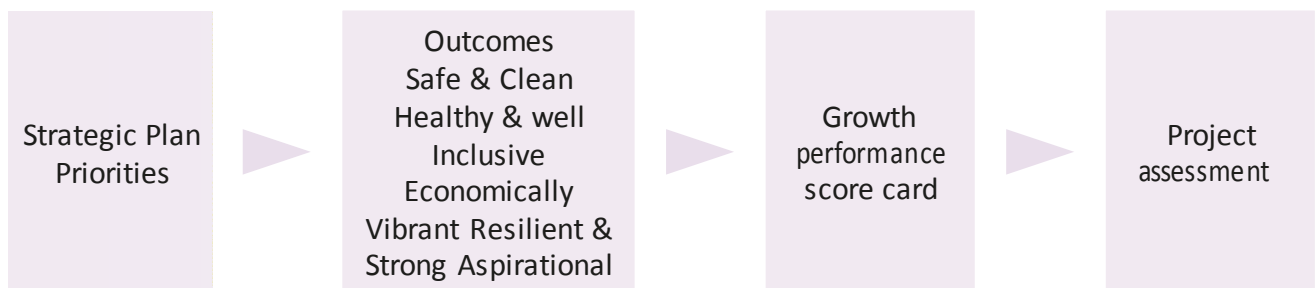 Strategic Plan
Priorities
Outcomes
Safe & Clean
Healthy & well
Inclusive
Economically
Vibrant Resilient &
Strong Aspirational
Growth
performance
score card
Project
assessment